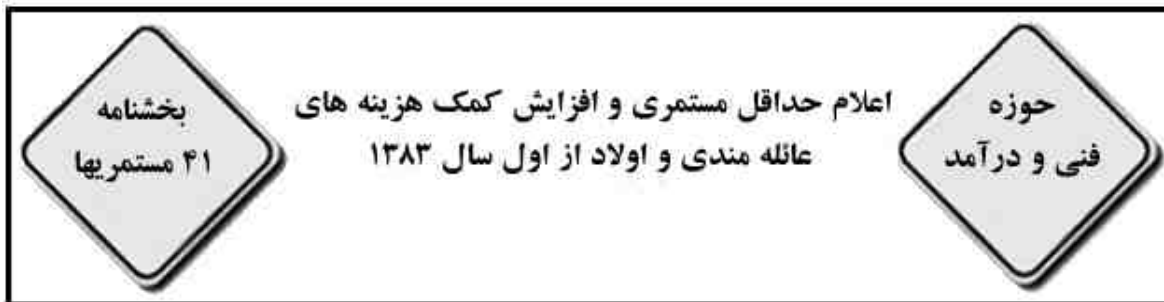 حوزه
فنی و درآمد
اعلام حداقل مستمری و افزایش کمک هزینه های
عائله مندی و اولاد از اول سال ۱۳۸۳
بخشنامه
۴۱ مستمریها